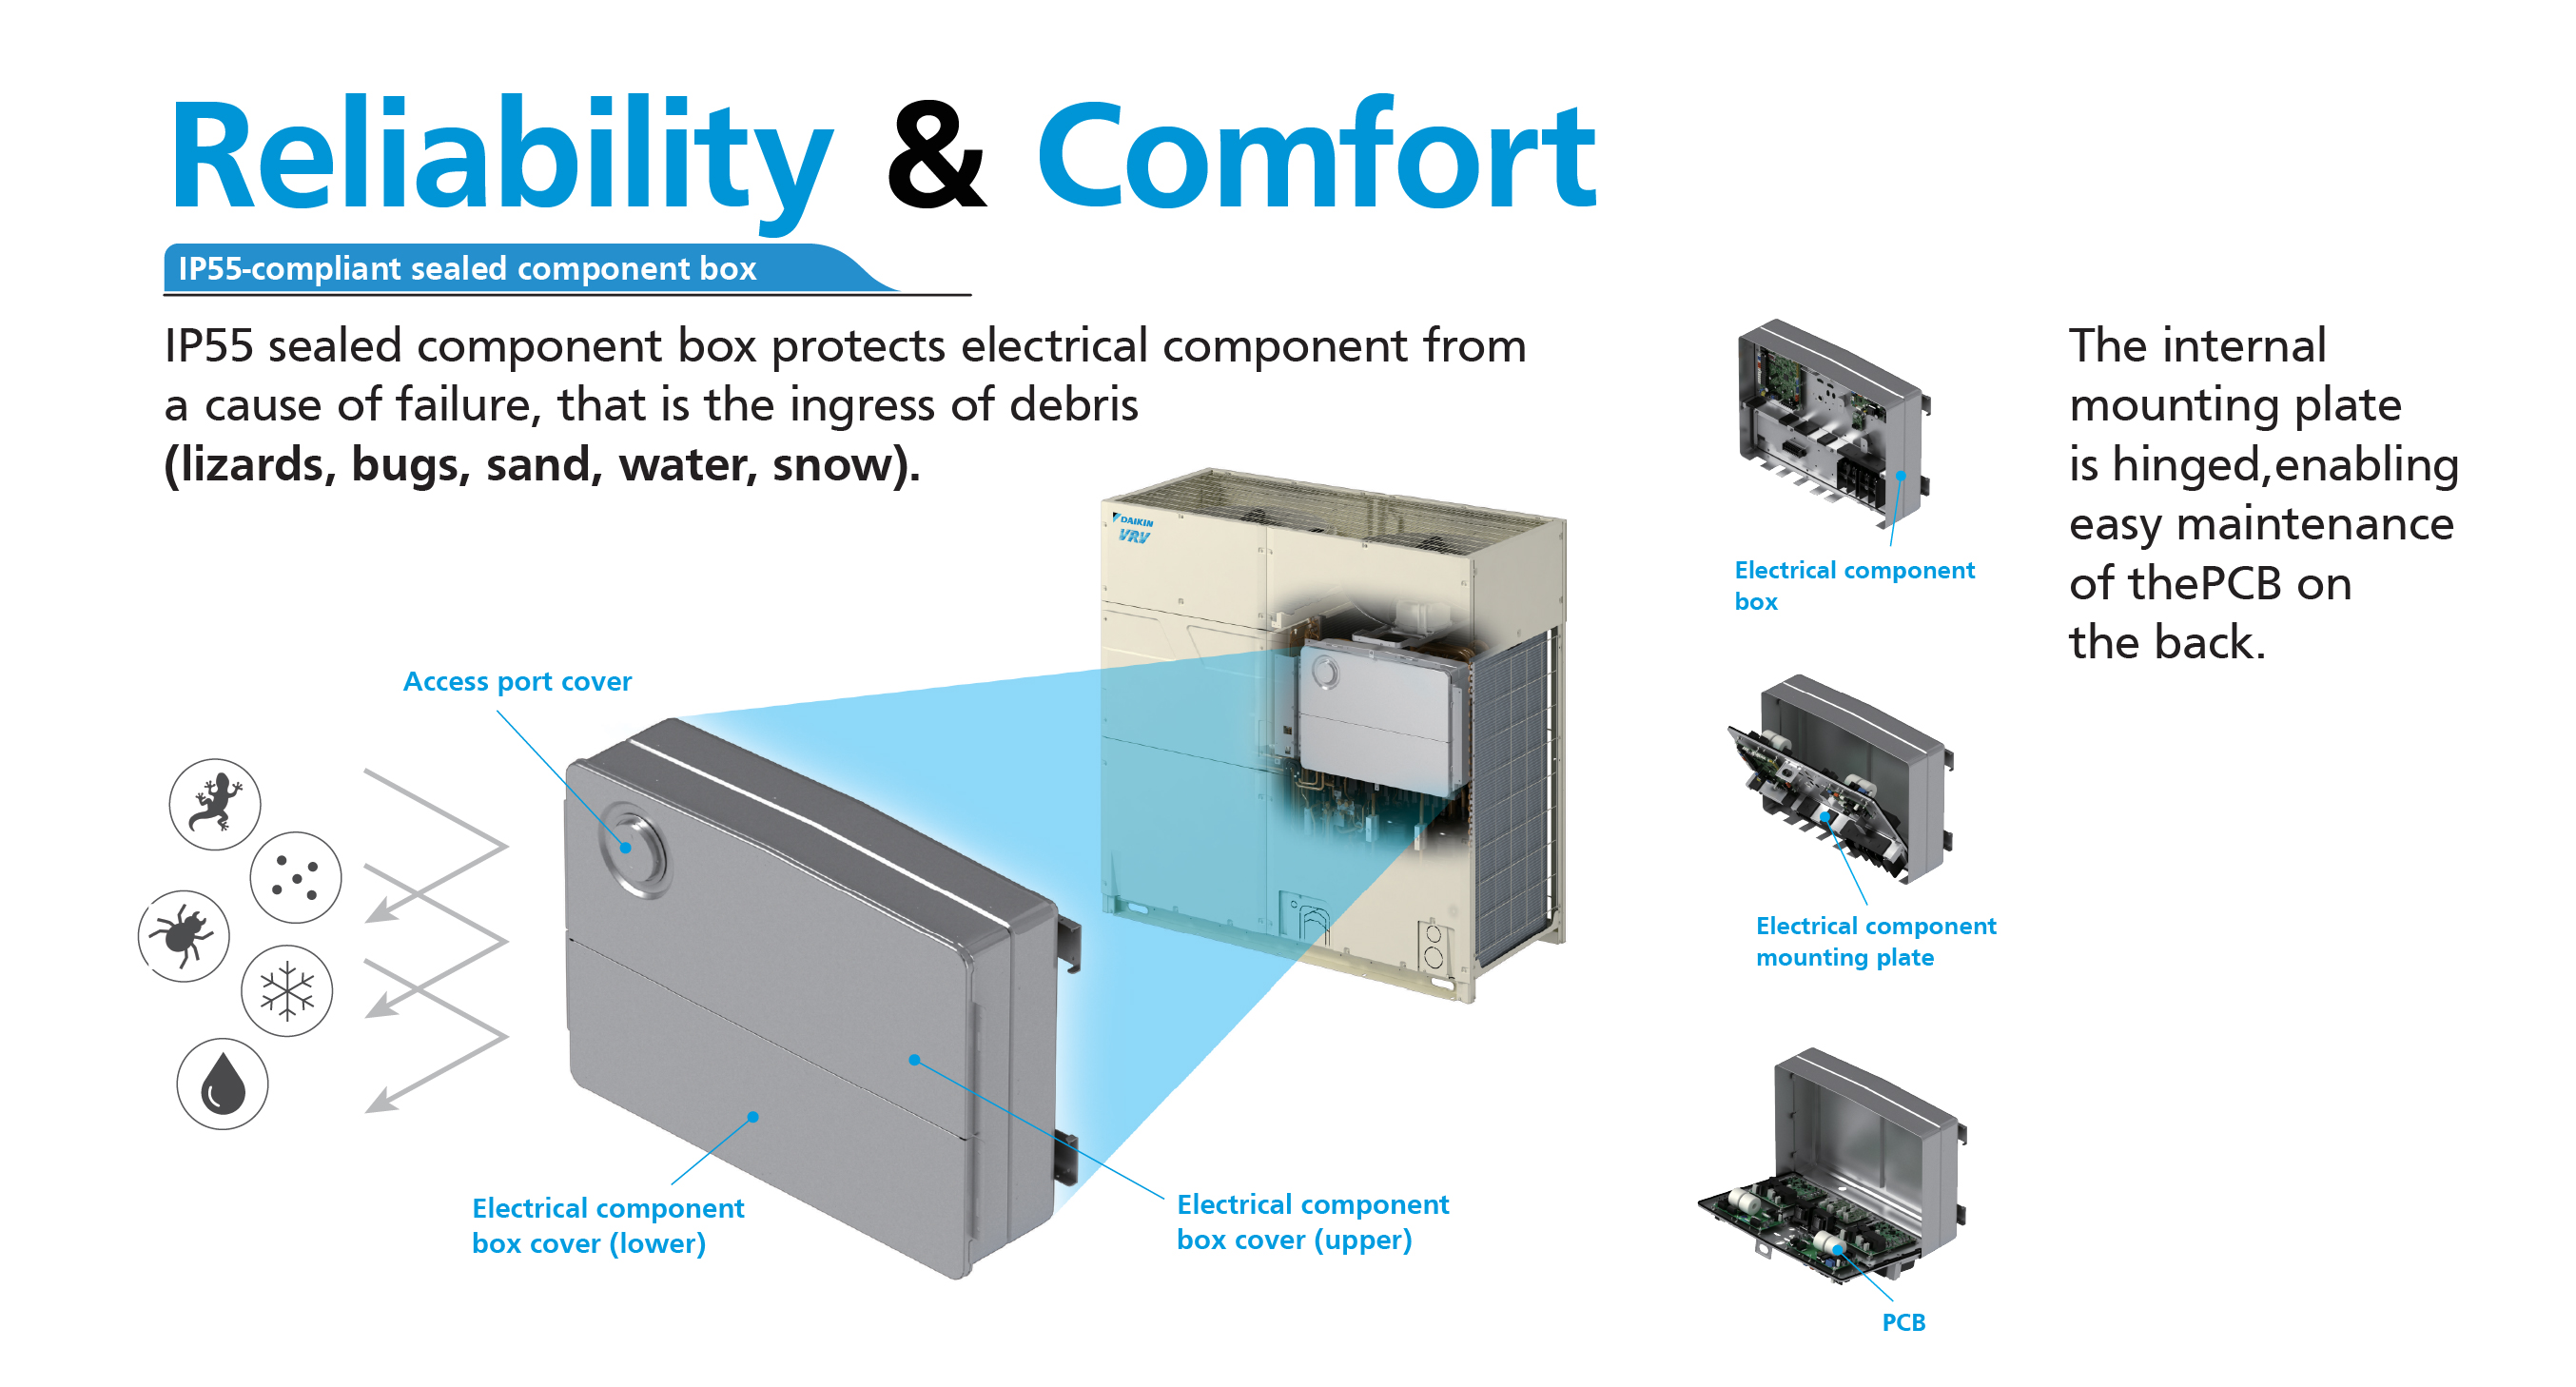 Reliability & Comfort
IP55-compliant sealed component box
IP55 sealed component box protects electrical component from
a cause of failure, that is the ingress of debris
(lizards, bugs, sand, water, snow).
DAIKIN
VRV
Access port cover
Electrical component
box cover (lower)
Electrical component
box cover (upper)
Electrical component
box
Electrical component
mounting plate
PCB
The internal
mounting plate
is hinged,enabling
easy maintenance
of thePCB on
the back.